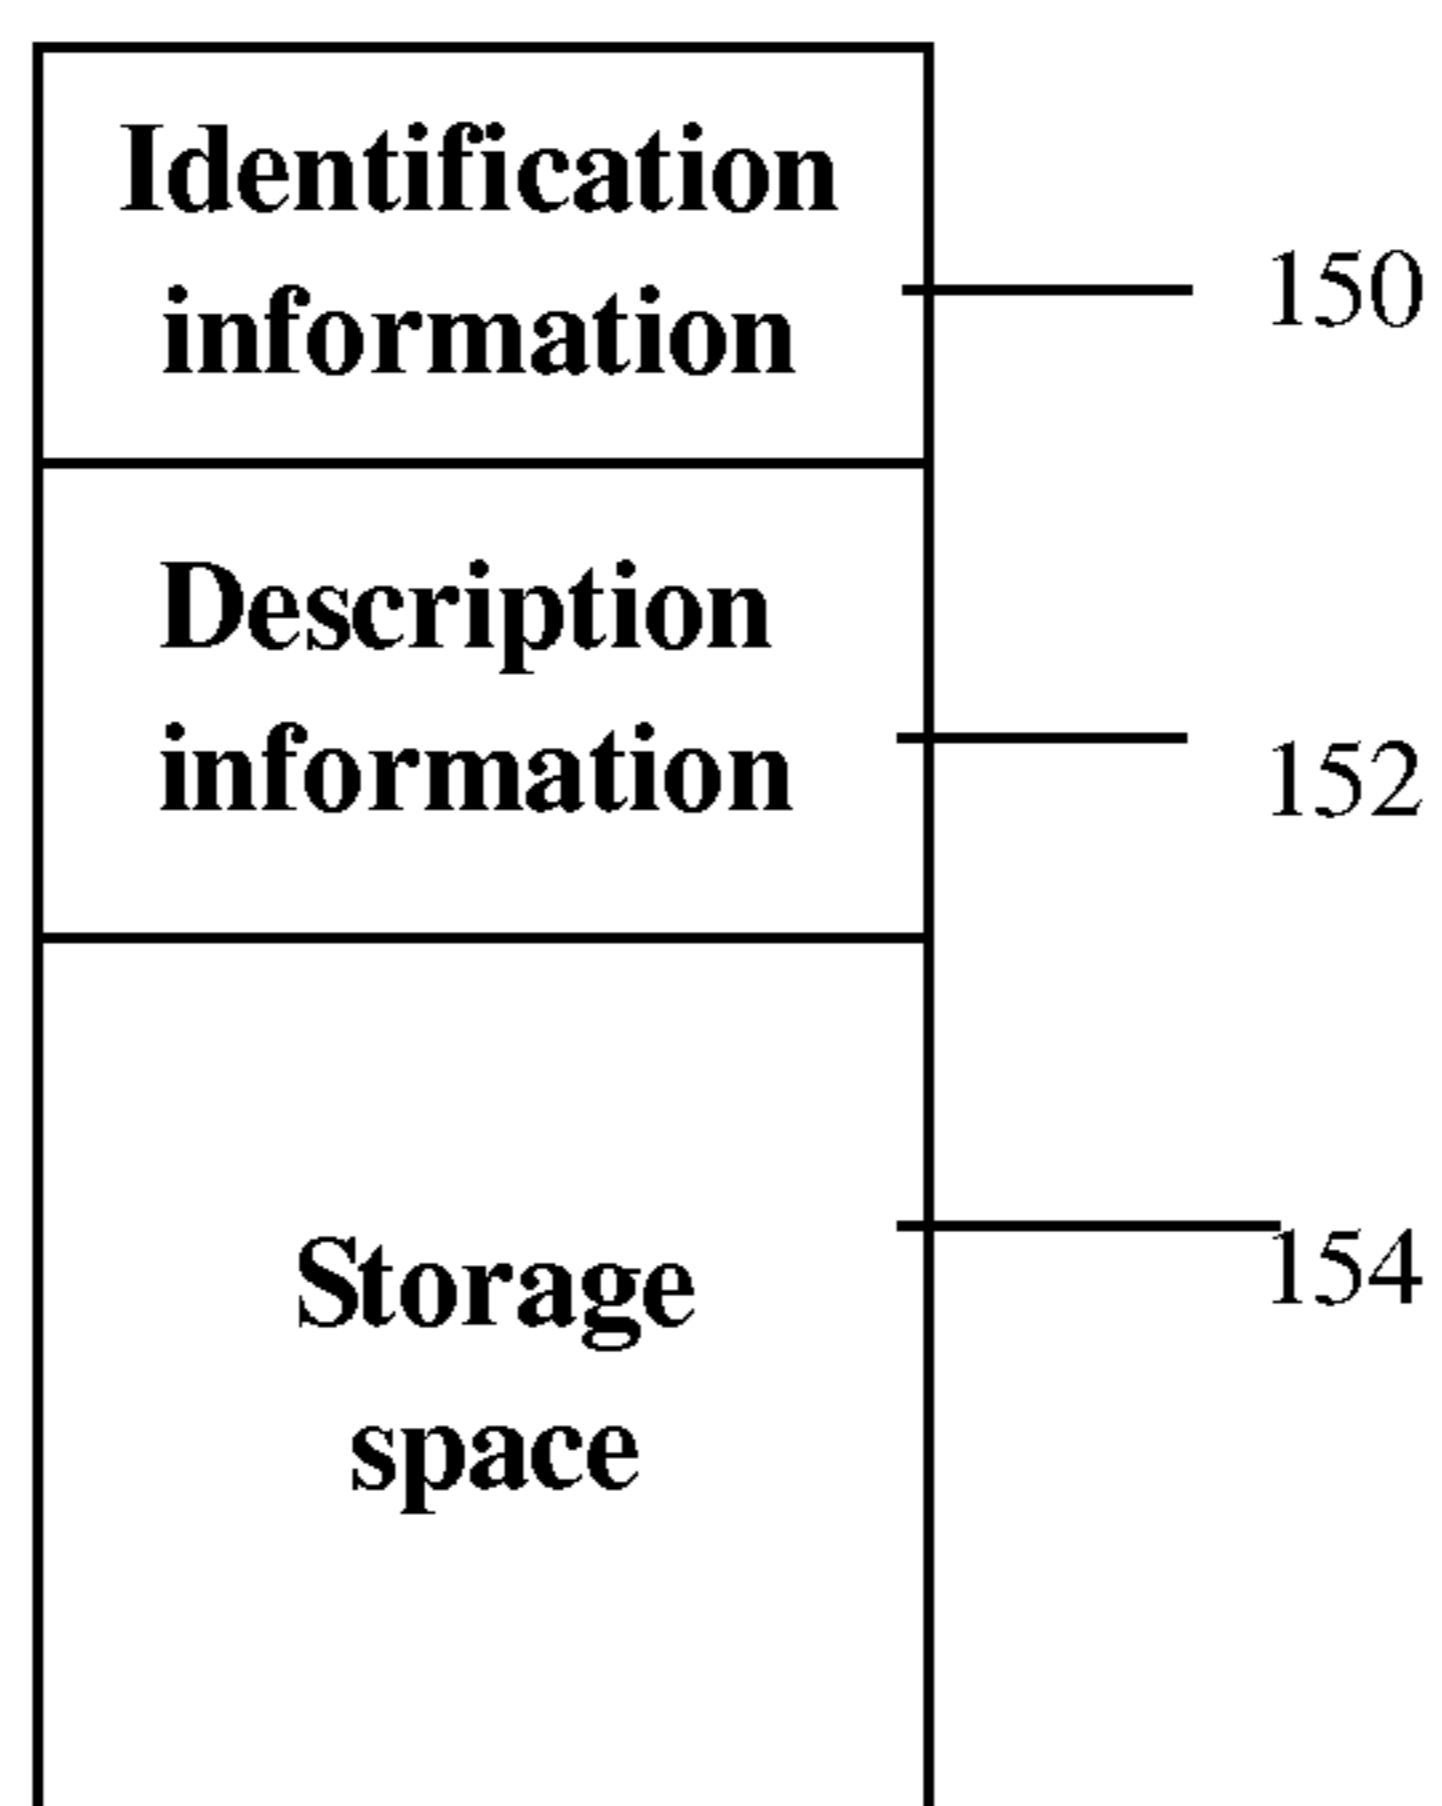 Identification
information
150
Description
information
152
Storage
space
154